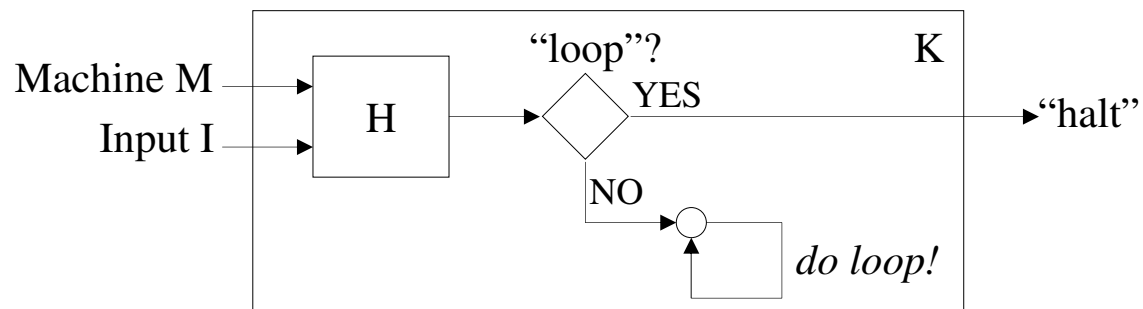 “loop”?
K
Machine M
YES
H
“halt”
Input I
NO
do loop!